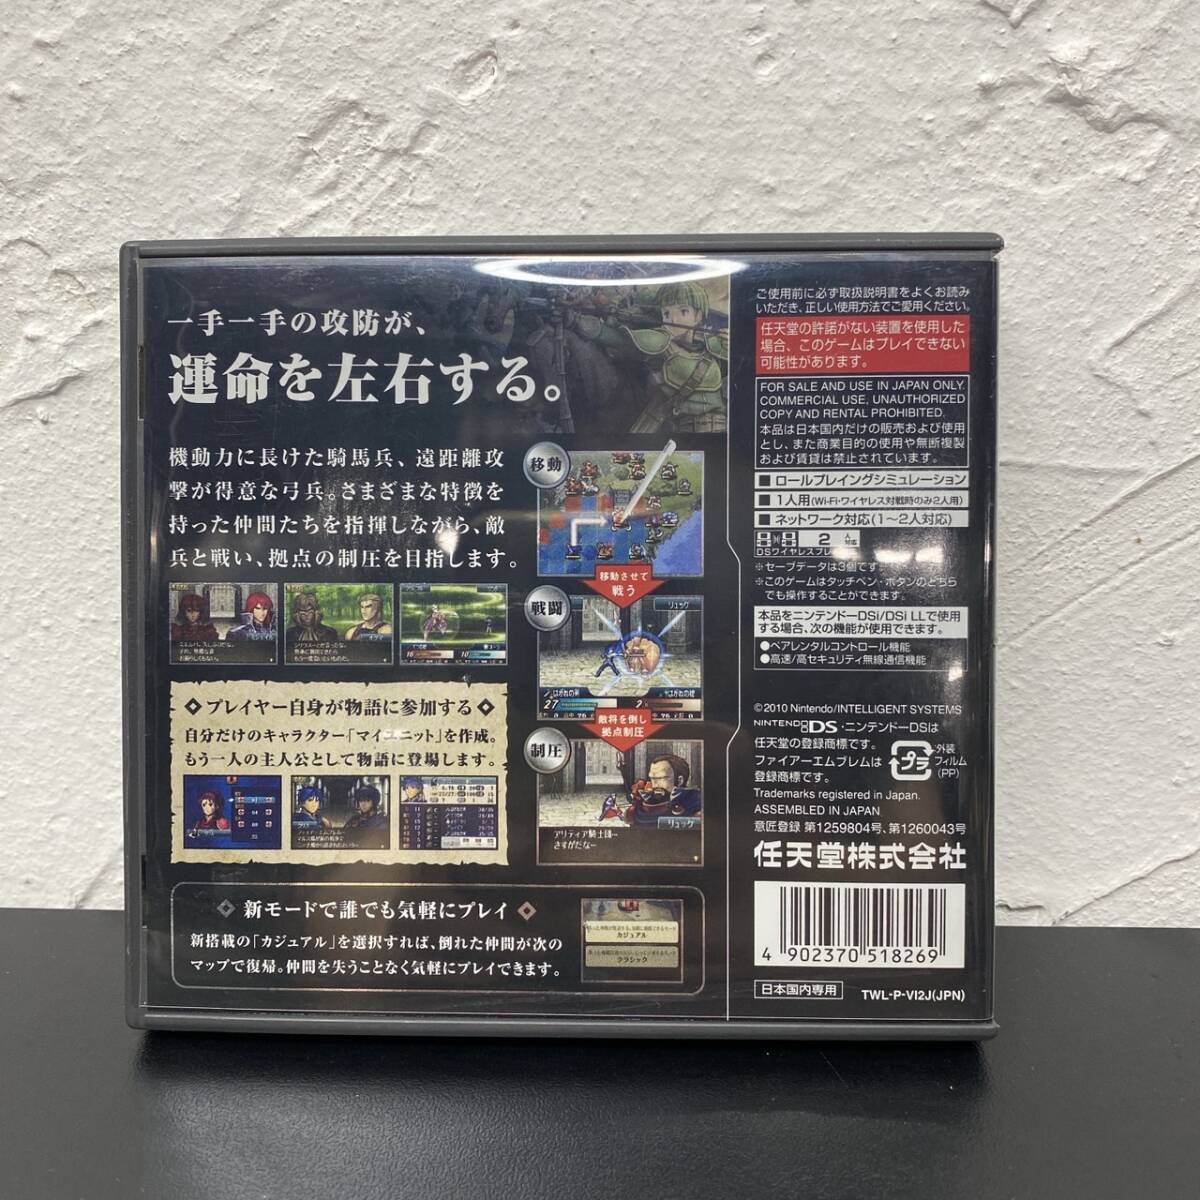 一手一手の攻防が、
運命を左右する。
機動力に長けた騎馬兵、遠距離攻
撃が得意な弓兵。さまざまな特徴を
持った仲間たちを指揮しながら、敵
兵と戦い、拠点の制圧を目指します。
移動
移動させて
戦う
戦闘
リュッケ
はがねの剣
27
2
敵将を倒し
拠点制圧
制圧
リュッケ
アリティア騎士団…
さすがだな…
◇プレイヤー自身が物語に参加する◇
自分だけのキャラクター「マイユニット」を作成。
もう一人の主人公として物語に登場します。
◇新モードで誰でも気軽にプレイ◇
新搭載の「カジュアル」を選択すれば、倒れた仲間が次の
マップで復帰。仲間を失うことなく気軽にプレイできます。
カジュアル
クラシック
ご使用前に必ず取扱説明書をよくお読み
いただき、正しい使用方法でご愛用ください。
任天堂の許諾がない装置を使用した
場合、このゲームはプレイできない
可能性があります。
FOR SALE AND USE IN JAPAN ONLY.
COMMERCIAL USE, UNAUTHORIZED
COPY AND RENTAL PROHIBITED.
本品は日本国内だけの販売および使用
とし、また商業目的の使用や無断複製
および賃貸は禁止されています。
■ロールプレイングシミュレーション
■1人用(Wi-Fi・ワイヤレス対戦時のみ2人用)
■ネットワーク対応(1〜2人対応)
2人対応
DSワイヤレスプレイ
※セーブデータは3個です。
※このゲームはタッチペン・ボタンのどちら
でも操作することができます。
本品をニンテンドーDSi/DSi LLで使用
する場合、次の機能が使用できます。
●ペアレンタルコントロール機能
●高速/高セキュリティ無線通信機能
©2010 Nintendo/INTELLIGENT SYSTEMS
NINTENDO DS・ニンテンドーDSは
任天堂の登録商標です。
ファイアーエムブレムは
登録商標です。
プラ
外装
フィルム
(PP)
Trademarks registered in Japan.
ASSEMBLED IN JAPAN
意匠登録 第1259804号、第1260043号
任天堂株式会社
4 902370 518269
日本国内専用
TWL-P-VI2J(JPN)